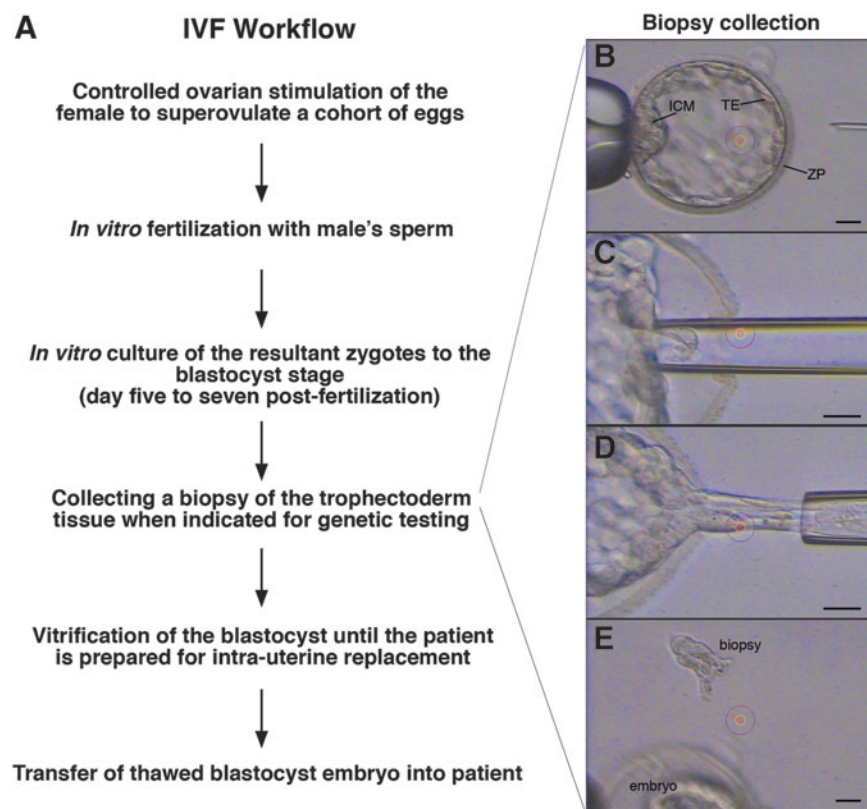 A
IVF Workflow
Controlled ovarian stimulation of the
female to superovulate a cohort of eggs
In vitro fertilization with male's sperm
In vitro culture of the resultant zygotes to the
blastocyst stage
(day five to seven post-fertilization)
Collecting a biopsy of the trophectoderm
tissue when indicated for genetic testing
Vitrification of the blastocyst until the patient
is prepared for intra-uterine replacement
Transfer of thawed blastocyst embryo into patient
Biopsy collection
B
ICM
TE
ZP
C
D
E
biopsy
embryo